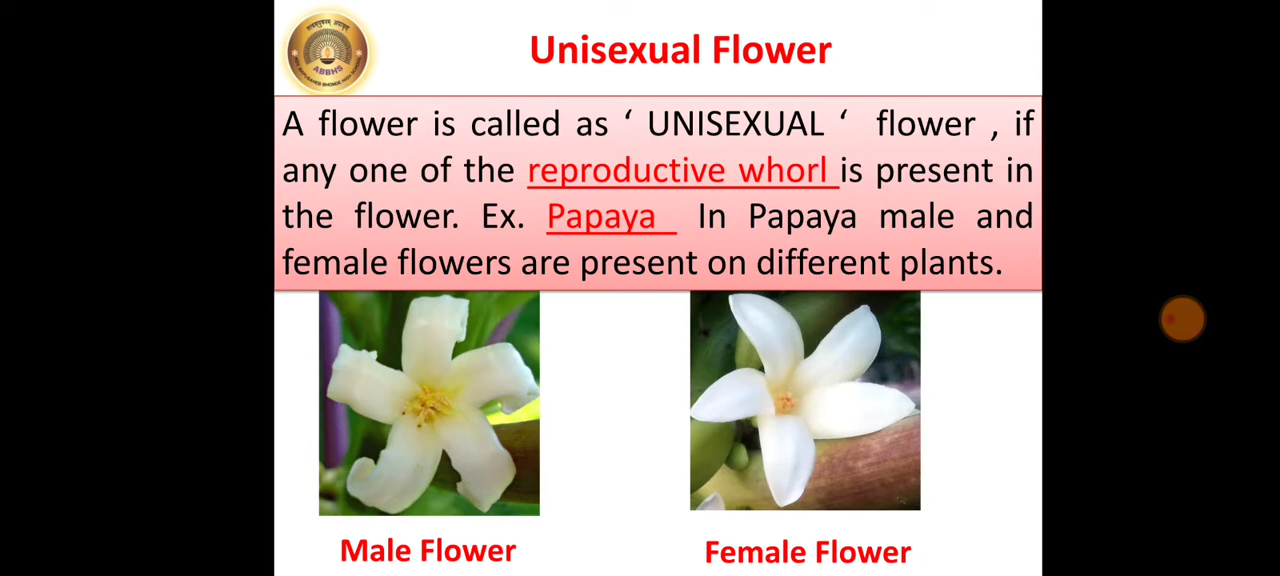 ABBHS
Unisexual Flower
A flower is called as ‘ UNISEXUAL ‘ flower , if
any one of the reproductive whorl is present in
the flower. Ex. Papaya In Papaya male and
female flowers are present on different plants.
Male Flower
Female Flower